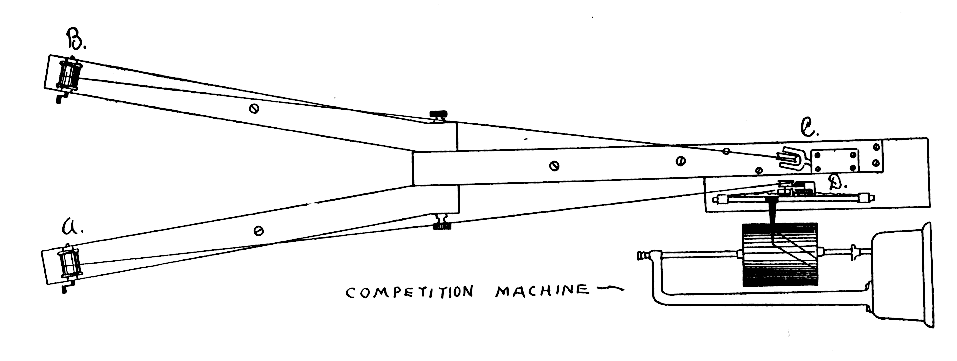 B.
C.
D.
A.
COMPETITION MACHINE